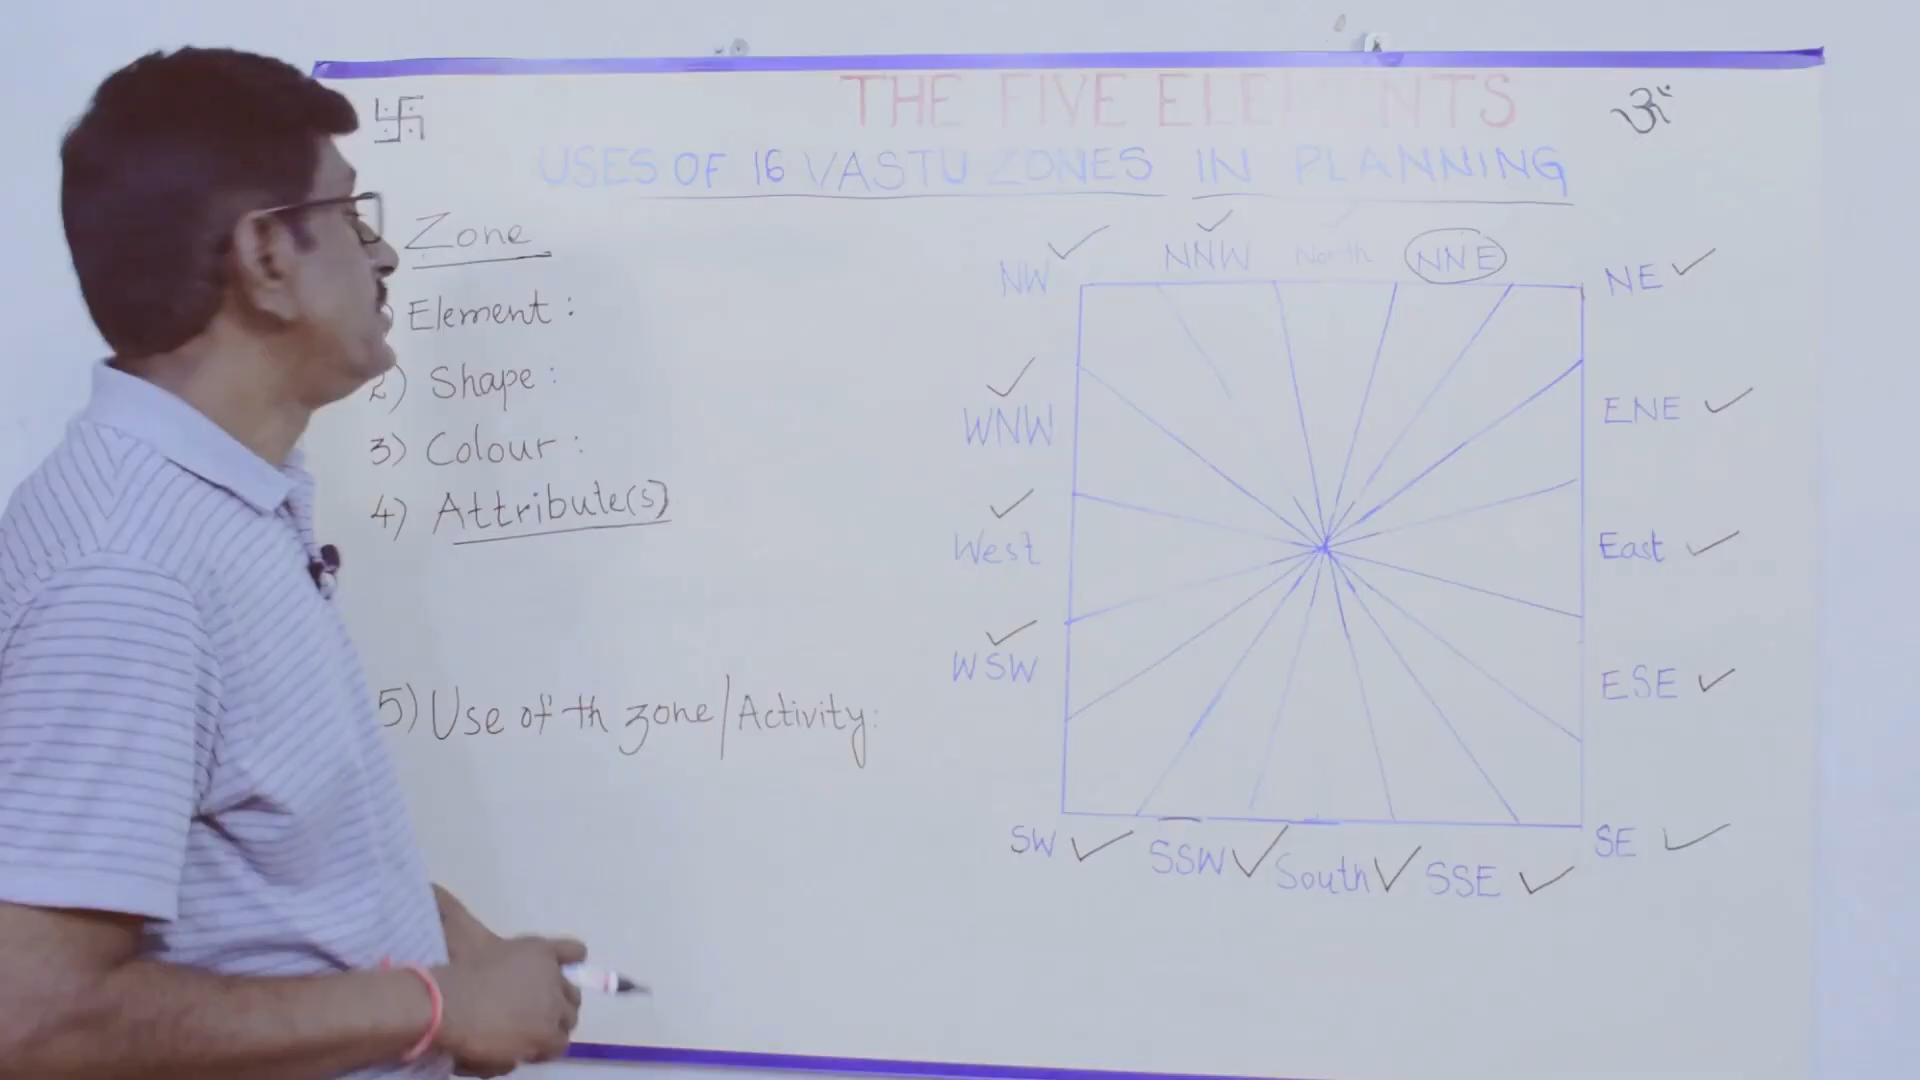 THE FIVE ELEMENTS
ॐ
USES OF 16 VASTU ZONES IN PLANNING
Zone
Element :
2) Shape :
3) Colour :
4) Attribute(s)
5) Use of th zone/Activity:
NW
NNW
North
NNE
NE
WNW
ENE
West
East
WSW
ESE
SW
SSW
South
SSE
SE